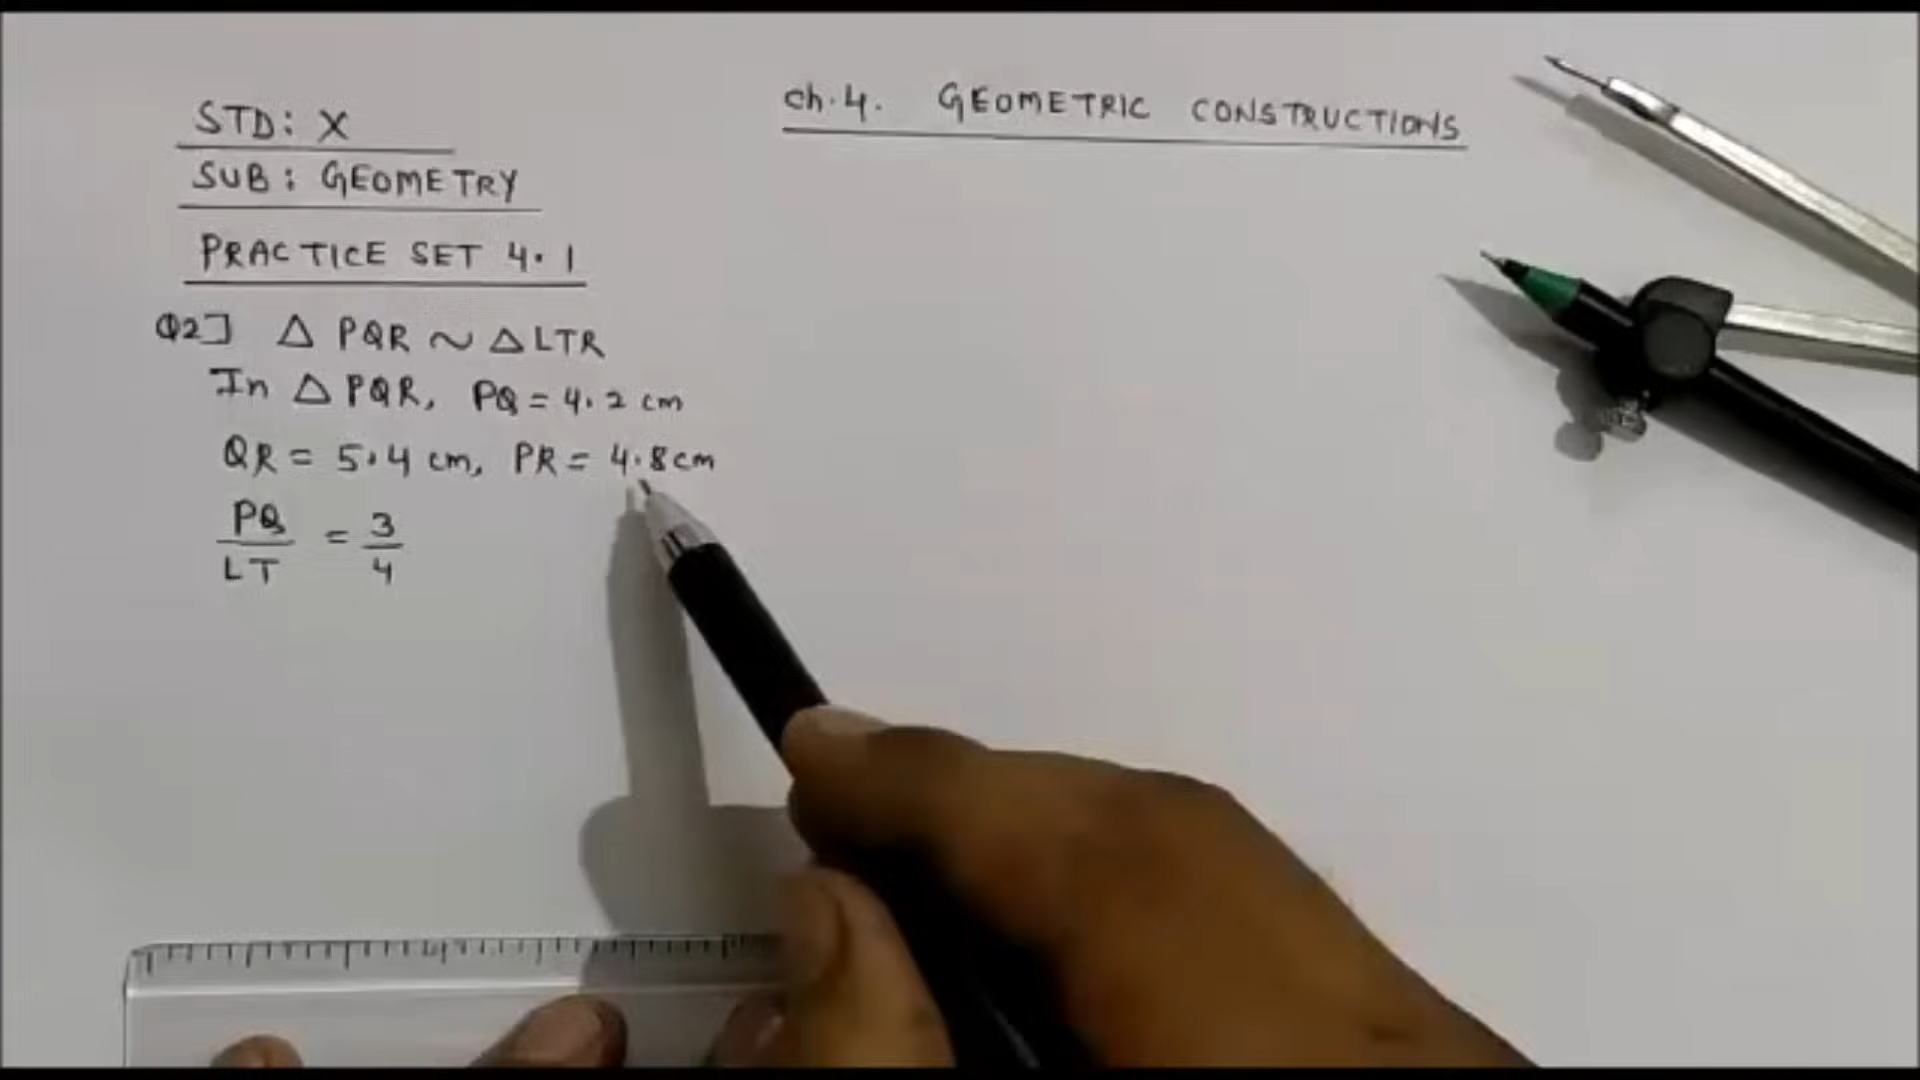 STD: X
SUB: GEOMETRY
PRACTICE SET 4.1
ch.4. GEOMETRIC CONSTRUCTIONS
Q2] △ PQR ~ △ LTR
In △ PQR, PQ = 4.2 cm
QR = 5.4 cm, PR = 4.8 cm
PQ/LT = 3/4